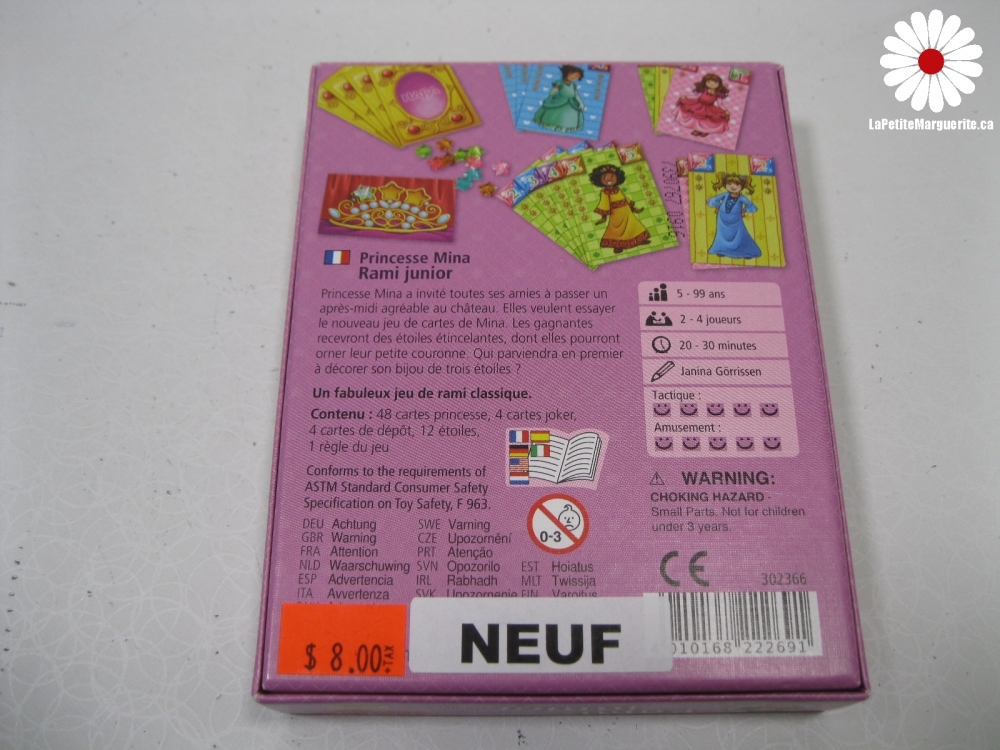 LaPetiteMarguerite.ca
Princesse Mina
Rami junior
Princesse Mina a invité toutes ses amies à passer un
après-midi agréable au château. Elles veulent essayer
le nouveau jeu de cartes de Mina. Les gagnantes
recevront des étoiles étincelantes, dont elles pourront
orner leur petite couronne. Qui parviendra en premier
à décorer son bijou de trois étoiles ?
Un fabuleux jeu de rami classique.
Contenu : 48 cartes princesse, 4 cartes joker,
4 cartes de dépôt, 12 étoiles,
1 règle du jeu
Conforms to the requirements of
ASTM Standard Consumer Safety
Specification on Toy Safety, F 963.
DEU Achtung
GBR Warning
FRA Attention
NLD Waarschuwing
ESP Advertencia
ITA Avvertenza
SWE Varning
CZE Upozornění
PRT Atenção
SVN Opozorilo
IRL Rabhadh
SVK Upozornenie
EST Hoiatus
MLT Twissija
FIN Varoitus
5 - 99 ans
2 - 4 joueurs
20 - 30 minutes
Janina Görrissen
Tactique :
Amusement :
WARNING:
CHOKING HAZARD -
Small Parts. Not for children
under 3 years.
0-3
CE
302366
010168 222691
$ 8.00 +TAX
NEUF